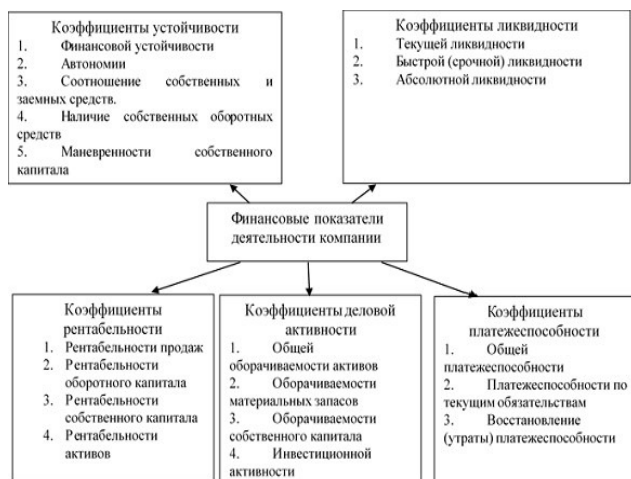 Коэффициенты устойчивости
1. Финансовой устойчивости
2. Автономии
3. Соотношение собственных и
заемных средств.
4. Наличие собственных оборотных
средств
5. Маневренности собственного
капитала
Коэффициенты ликвидности
1. Текущей ликвидности
2. Быстрой (срочной) ликвидности
3. Абсолютной ликвидности
Финансовые показатели
деятельности компании
Коэффициенты
рентабельности
1. Рентабельности продаж
2. Рентабельности
оборотного капитала
3. Рентабельности
собственного капитала
4. Рентабельности
активов
Коэффициенты деловой
активности
1. Общей
оборачиваемости активов
2. Оборачиваемости
материальных запасов
3. Оборачиваемости
собственного капитала
4 Инвестиционной
активности
Коэффициенты
платежеспособности
1. Общей
платежеспособности
2. Платежеспособности по
текущим обязательствам
3. Восстановление
(утраты) платежеспособности